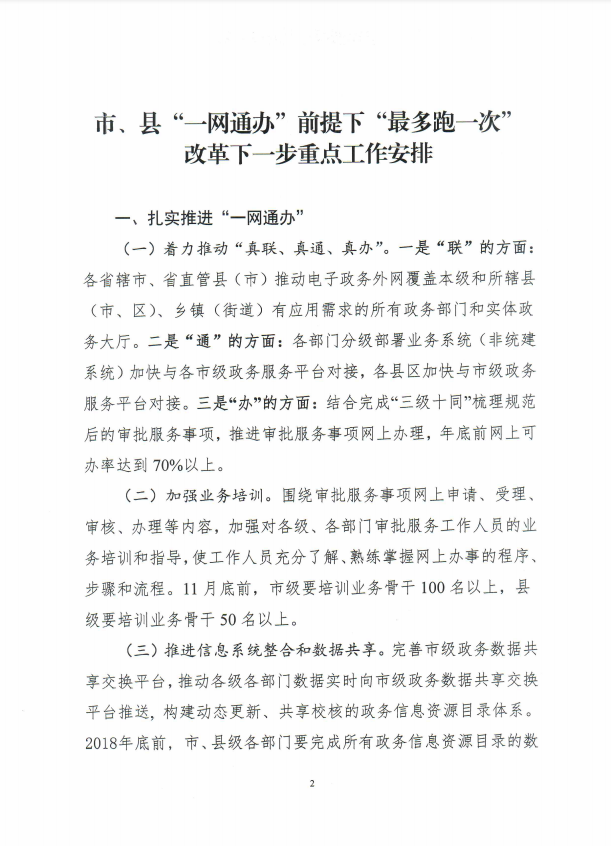 市、县“一网通办”前提下“最多跑一次”
改革下一步重点工作安排
一、扎实推进“一网通办”
（一）着力推动“真联、真通、真办”。一是“联”的方面：
各省辖市、省直管县（市）推动电子政务外网覆盖本级和所辖县
（市、区）、乡镇（街道）有应用需求的所有政务部门和实体政
务大厅。二是“通”的方面：各部门分级部署业务系统（非统建
系统）加快与各市级政务服务平台对接，各县区加快与市级政务
服务平台对接。三是“办”的方面：结合完成“三级十同”梳理规范
后的审批服务事项，推进审批服务事项网上办理，年底前网上可
办率达到 70%以上。
（二）加强业务培训。围绕审批服务事项网上申请、受理、
审核、办理等内容，加强对各级、各部门审批服务工作人员的业
务培训和指导，使工作人员充分了解、熟练掌握网上办事的程序、
步骤和流程。11 月底前，市级要培训业务骨干 100 名以上，县
级要培训业务骨干 50 名以上。
（三）推进信息系统整合和数据共享。完善市级政务数据共
享交换平台，推动各级各部门数据实时向市级政务数据共享交换
平台推送，构建动态更新、共享校核的政务信息资源目录体系。
2018年底前，市、县级各部门要完成所有政务信息资源目录的数
2